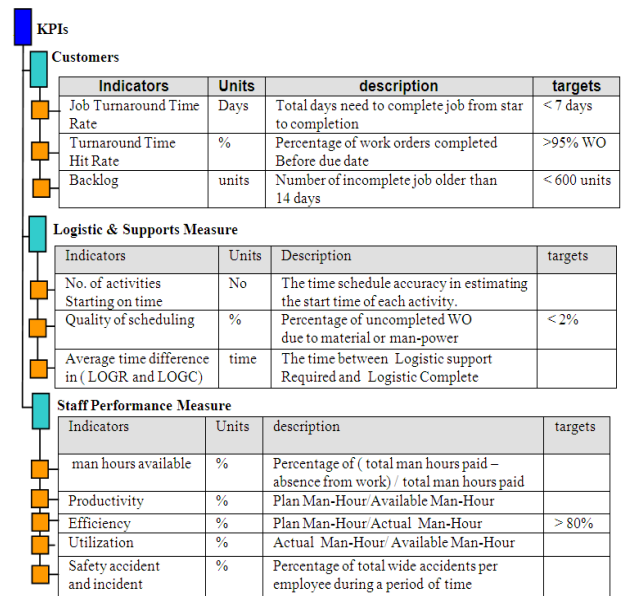 KPIs
Customers
Indicators Units description targets
Job Turnaround Time Days Total days need to complete job from star < 7 days
Rate to completion
Turnaround Time % Percentage of work orders completed >95% WO
Hit Rate Before due date
Backlog units Number of incomplete job older than < 600 units
14 days
Logistic & Supports Measure
Indicators Units Description targets
No. of activities No The time schedule accuracy in estimating
Starting on time the start time of each activity.
Quality of scheduling % Percentage of uncompleted WO < 2%
due to material or man-power
Average time difference time The time between Logistic support
in ( LOGR and LOGC) Required and Logistic Complete
Staff Performance Measure
Indicators Units description targets
man hours available % Percentage of ( total man hours paid –
absence from work) / total man hours paid
Productivity % Plan Man-Hour/Available Man-Hour
Efficiency % Plan Man-Hour/Actual Man-Hour > 80%
Utilization % Actual Man-Hour/ Available Man-Hour
Safety accident % Percentage of total wide accidents per
and incident employee during a period of time